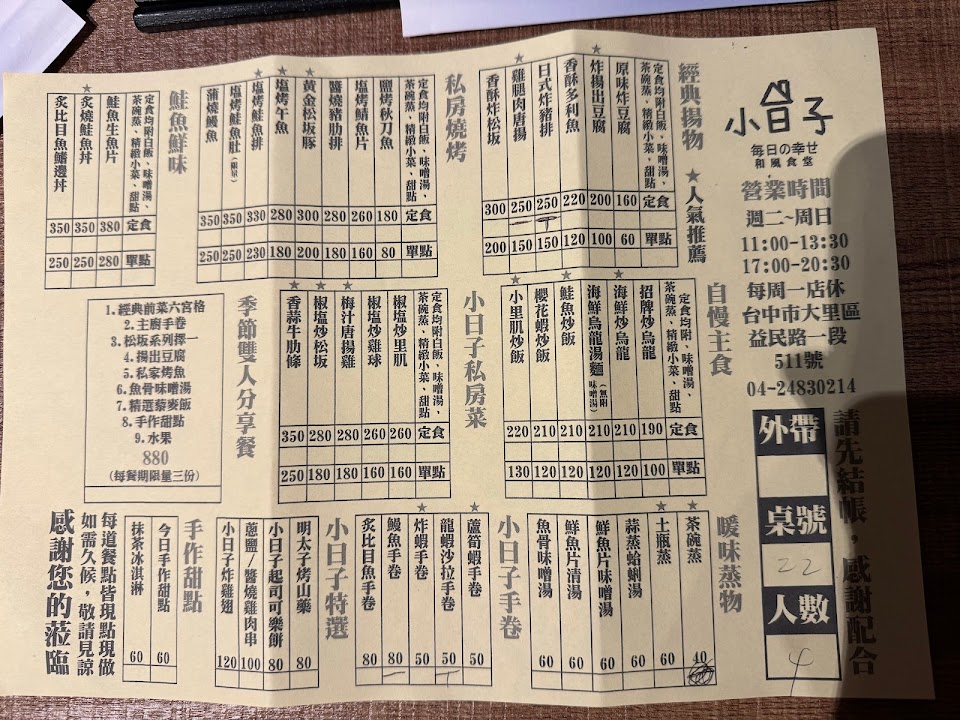 小日子
毎日の幸せ
和風食堂
營業時間
週二~周日
11:00-13:30
17:00-20:30
每周一店休
台中市大里區
益民路一段
511號
04-24830214
請先結帳，感謝配合
外帶
桌號
22
人數
4
經典揚物 ★人氣推薦
定食均附白飯、味噌湯、
茶碗蒸、精緻小菜、甜點 定食 單點
原味炸豆腐 160 60
★炸揚出豆腐 200 100
香酥多利魚 220 120
日式炸豬排 250 150
★雞腿肉唐揚 250 150
香酥炸松坂 300 200
私房燒烤
定食均附白飯、味噌湯、
茶碗蒸、精緻小菜、甜點 定食 單點
鹽烤秋刀魚 180 80
鹽烤鯖魚片 260 160
醬燒豬肋排 280 180
★黃金松坂豚 300 200
★塩烤午魚 280 180
★塩烤鮭魚排 330 230
塩烤鮭魚肚(限量) 350 250
蒲燒鰻魚 350 250
鮭魚鮮味
定食均附白飯、味噌湯、
茶碗蒸、精緻小菜、甜點 定食 單點
鮭魚生魚片 380 280
★炙燒鮭魚丼 350 250
炙比目魚鰭邊丼 350 250
自慢主食
定食均附白飯、味噌湯、
茶碗蒸、精緻小菜、甜點 定食 單點
招牌炒烏龍 190 100
★海鮮炒烏龍 210 120
海鮮烏龍湯麵(無附味噌湯) 210 120
★鮭魚炒飯 210 120
櫻花蝦炒飯 210 120
★小里肌炒飯 220 130
小日子私房菜
定食均附白飯、味噌湯、
茶碗蒸、精緻小菜、甜點 定食 單點
椒塩炒里肌 260 160
椒塩炒雞球 260 160
★梅汁唐揚雞 280 180
★椒塩炒松坂 280 180
★香蒜牛肋條 350 250
季節雙人分享餐
1.經典前菜六宮格
2.主廚手卷
3.松坂系列擇一
4.揚出豆腐
5.私家烤魚
6.魚骨味噌湯
7.精選藜麥飯
8.手作甜點
9.水果
880
(每餐期限量三份)
暖味蒸物
★茶碗蒸 40
★土瓶蒸 60
蒜蒸蛤蜊湯 60
鮮魚片味噌湯 60
鮮魚片清湯 60
魚骨味噌湯 60
小日子手卷
★蘆筍蝦手卷 50
★龍蝦沙拉手卷 50
★炸蝦手卷 50
鰻魚手卷 80
炙比目魚手卷 80
小日子特選
明太子烤山藥 80
小日子起司可樂餅 80
蔥鹽/醬燒雞肉串 100
小日子炸雞翅 120
手作甜點
今日手作甜點 60
抹茶冰淇淋 60
每道餐點皆現點現做
如需久候，敬請見諒
感謝您的蒞臨